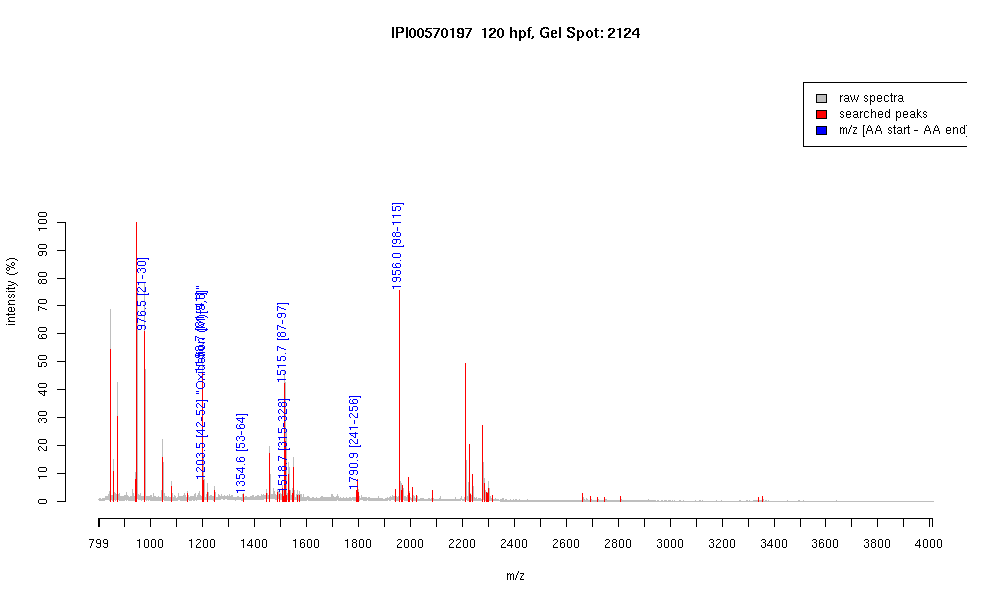 IPI00570197 120 hpf, Gel Spot: 2124
raw spectra
searched peaks
m/z [AA start - AA end]
intensity (%)
100
90
80
70
60
50
40
30
20
10
0
976.5 [21-30]
1203.5 [42-52] "Oxidation (M)[5,6]"
1354.6 [53-64]
1515.7 [87-97]
1518.7 [315-328]
1790.9 [241-256]
1956.0 [98-115]
799 1000 1200 1400 1600 1800 2000 2200 2400 2600 2800 3000 3200 3400 3600 3800 4000
m/z